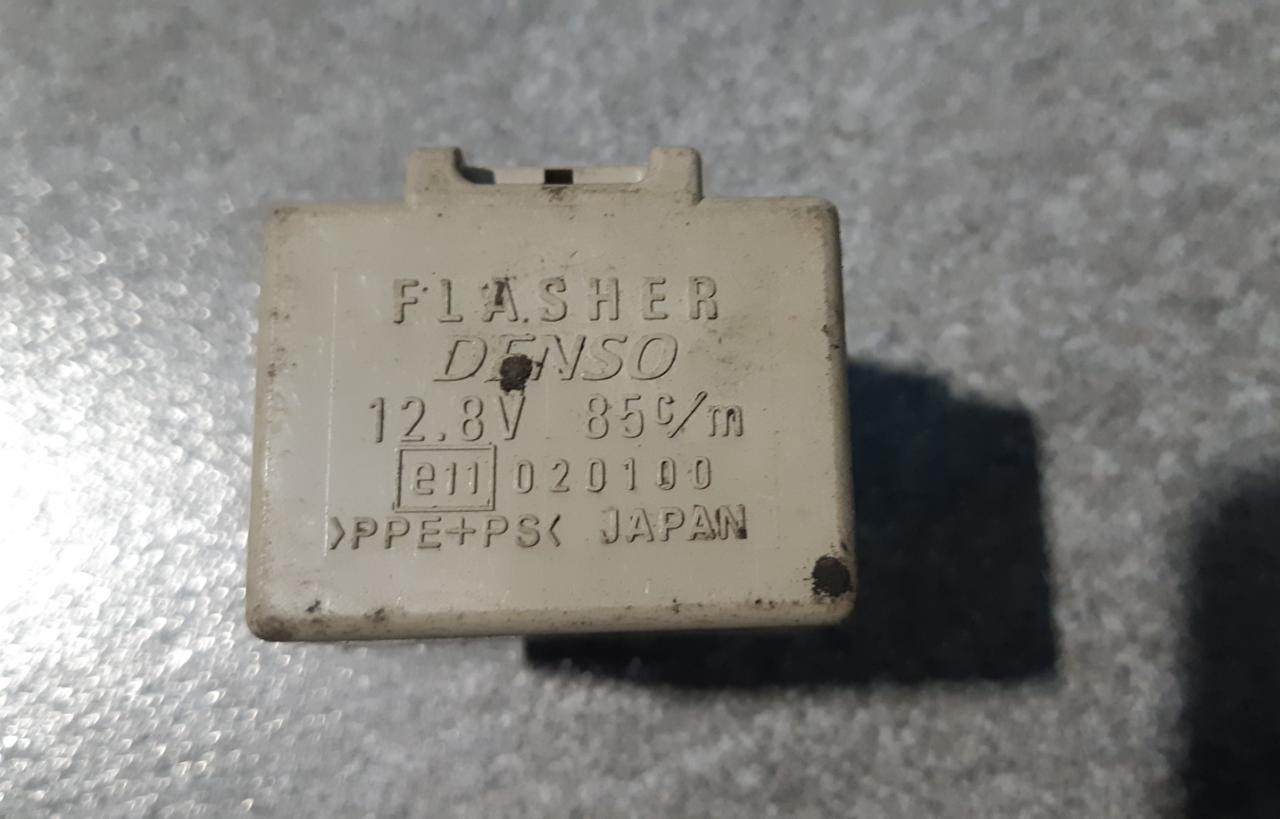 FLASHER
DENSO
12.8V 85c/m
e11 020100
>PPE+PS< JAPAN